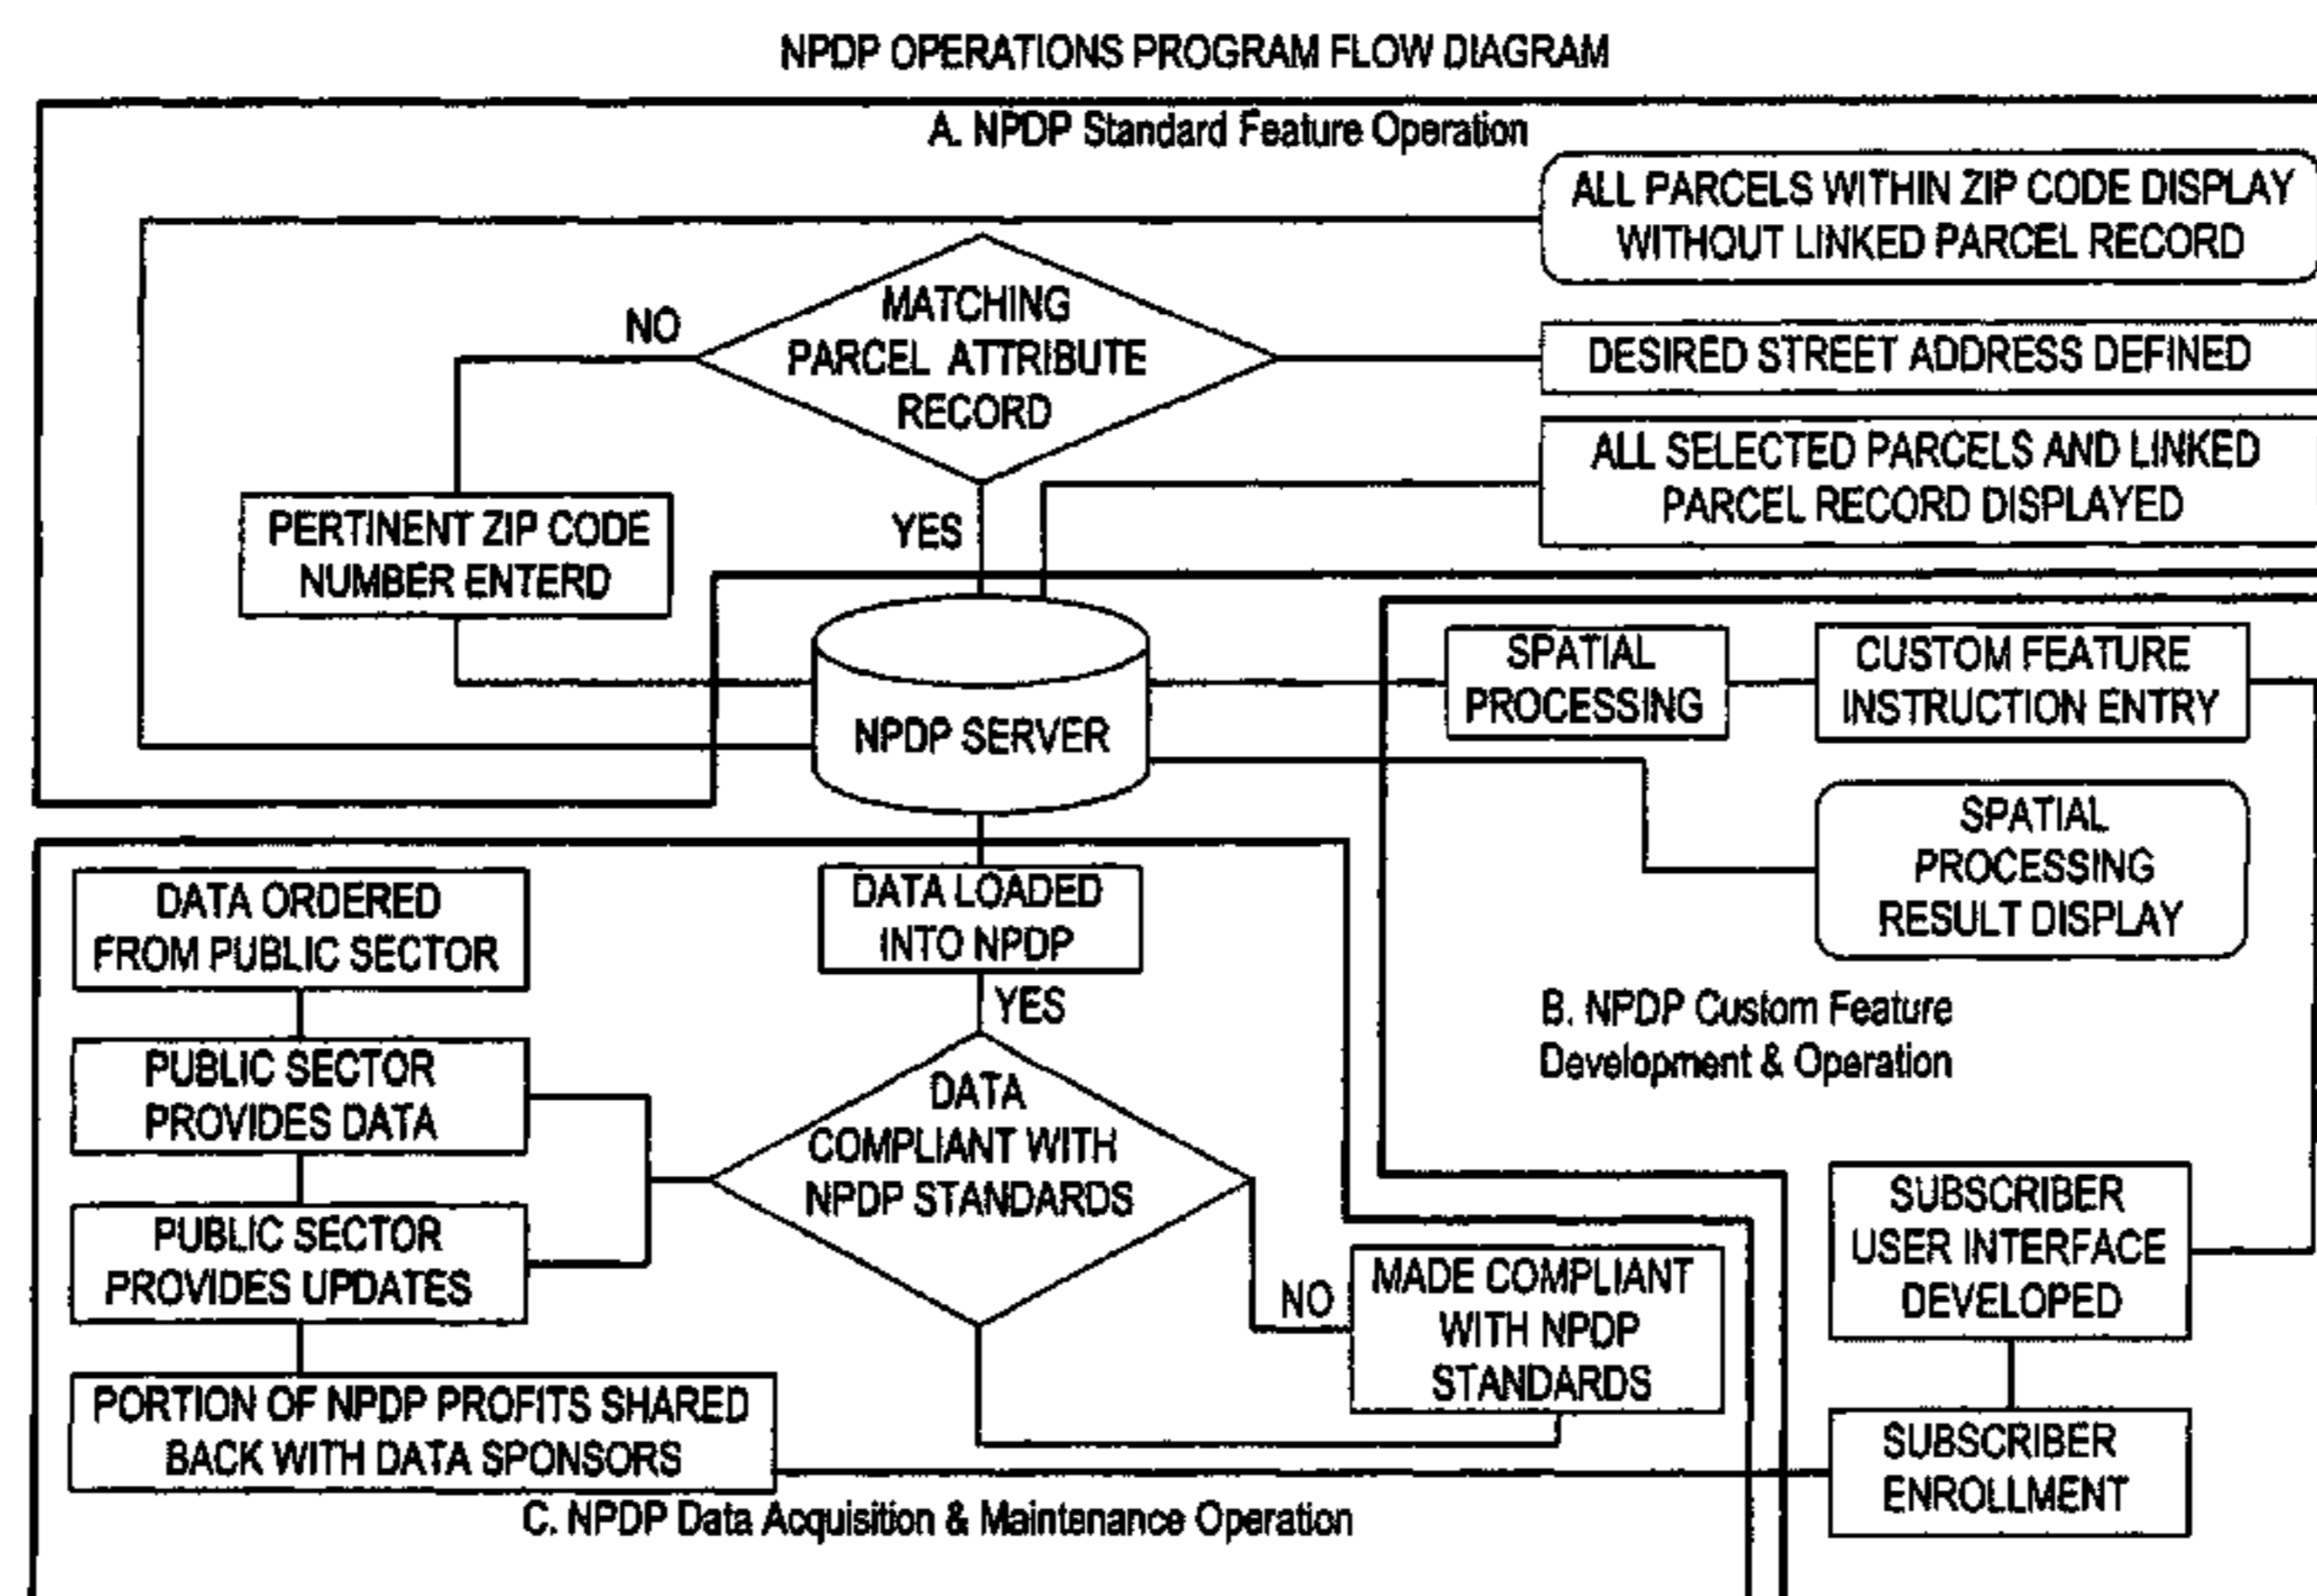 NPDP OPERATIONS PROGRAM FLOW DIAGRAM
A. NPDP Standard Feature Operation
ALL PARCELS WITHIN ZIP CODE DISPLAY
WITHOUT LINKED PARCEL RECORD
MATCHING
PARCEL ATTRIBUTE
RECORD
NO
DESIRED STREET ADDRESS DEFINED
ALL SELECTED PARCELS AND LINKED
PARCEL RECORD DISPLAYED
YES
PERTINENT ZIP CODE
NUMBER ENTERD
NPDP SERVER
SPATIAL
PROCESSING
CUSTOM FEATURE
INSTRUCTION ENTRY
SPATIAL
PROCESSING
RESULT DISPLAY
B. NPDP Custom Feature
Development & Operation
DATA ORDERED
FROM PUBLIC SECTOR
DATA LOADED
INTO NPDP
YES
PUBLIC SECTOR
PROVIDES DATA
DATA
COMPLIANT WITH
NPDP STANDARDS
PUBLIC SECTOR
PROVIDES UPDATES
NO
MADE COMPLIANT
WITH NPDP
STANDARDS
SUBSCRIBER
USER INTERFACE
DEVELOPED
PORTION OF NPDP PROFITS SHARED
BACK WITH DATA SPONSORS
SUBSCRIBER
ENROLLMENT
C. NPDP Data Acquisition & Maintenance Operation